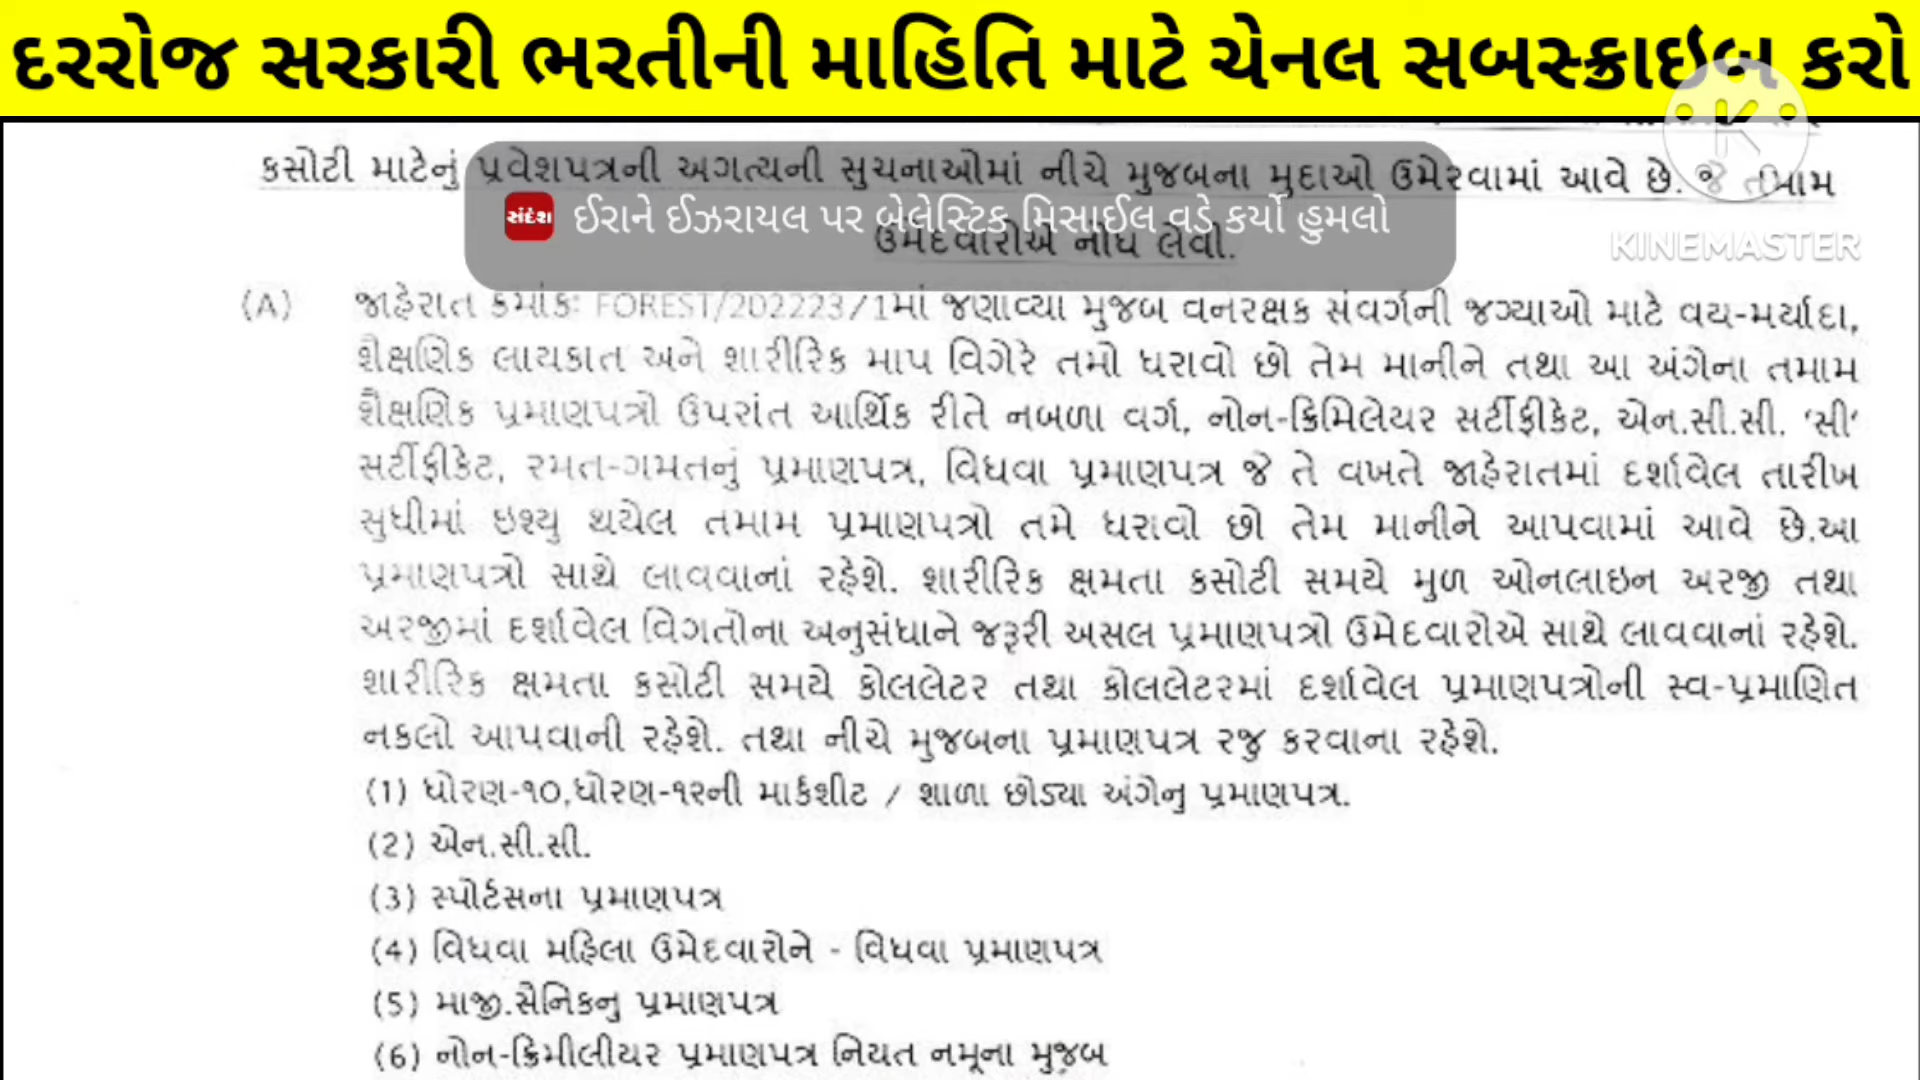 દરરોજ સરકારી ભરતીની માહિતિ માટે ચેનલ સબસ્ક્રાઇબ કરો
કસોટી માટેનું પ્રવેશપત્રની અગત્યની સુચનાઓમાં નીચે મુજબના મુદાઓ ઉમેરવામાં આવે છે. જે તમામ
સંદેશ ઈરાને ઈઝરાયલ પર બેલેસ્ટિક મિસાઈલ વડે કર્યો હુમલો
ઉમેદવારોએ નોંધ લેવી.
KINEMASTER
(A) જાહેરાત ક્રમાંકઃ FOREST/202223/1માં જણાવ્યા મુજબ વનરક્ષક સંવર્ગની જગ્યાઓ માટે વય-મર્યાદા,
શૈક્ષણિક લાયકાત અને શારીરિક માપ વિગેરે તમો ધરાવો છો તેમ માનીને તથા આ અંગેના તમામ
શૈક્ષણિક પ્રમાણપત્રો ઉપરાંત આર્થિક રીતે નબળા વર્ગ, નોન-ક્રિમિલેયર સર્ટીફીકેટ, એન.સી.સી. ‘સી‘
સર્ટીફીકેટ, રમત-ગમતનું પ્રમાણપત્ર, વિધવા પ્રમાણપત્ર જે તે વખતે જાહેરાતમાં દર્શાવેલ તારીખ
સુધીમાં ઇશ્યુ થયેલ તમામ પ્રમાણપત્રો તમે ધરાવો છો તેમ માનીને આપવામાં આવે છે.આ
પ્રમાણપત્રો સાથે લાવવાનાં રહેશે. શારીરિક ક્ષમતા કસોટી સમયે મુળ ઓનલાઇન અરજી તથા
અરજીમાં દર્શાવેલ વિગતોના અનુસંધાને જરૂરી અસલ પ્રમાણપત્રો ઉમેદવારોએ સાથે લાવવાનાં રહેશે.
શારીરિક ક્ષમતા કસોટી સમયે કોલલેટર તથા કોલલેટરમાં દર્શાવેલ પ્રમાણપત્રોની સ્વ-પ્રમાણિત
નકલો આપવાની રહેશે. તથા નીચે મુજબના પ્રમાણપત્ર રજુ કરવાના રહેશે.
(1) ધોરણ-૧૦,ધોરણ-૧૨ની માર્કશીટ / શાળા છોડ્યા અંગેનુ પ્રમાણપત્ર.
(2) એન.સી.સી.
(3) સ્પોર્ટસના પ્રમાણપત્ર
(4) વિધવા મહિલા ઉમેદવારોને - વિધવા પ્રમાણપત્ર
(5) માજી.સૈનિકનુ પ્રમાણપત્ર
(6) નોન-ક્રિમીલીયર પ્રમાણપત્ર નિયત નમૂના મુજબ